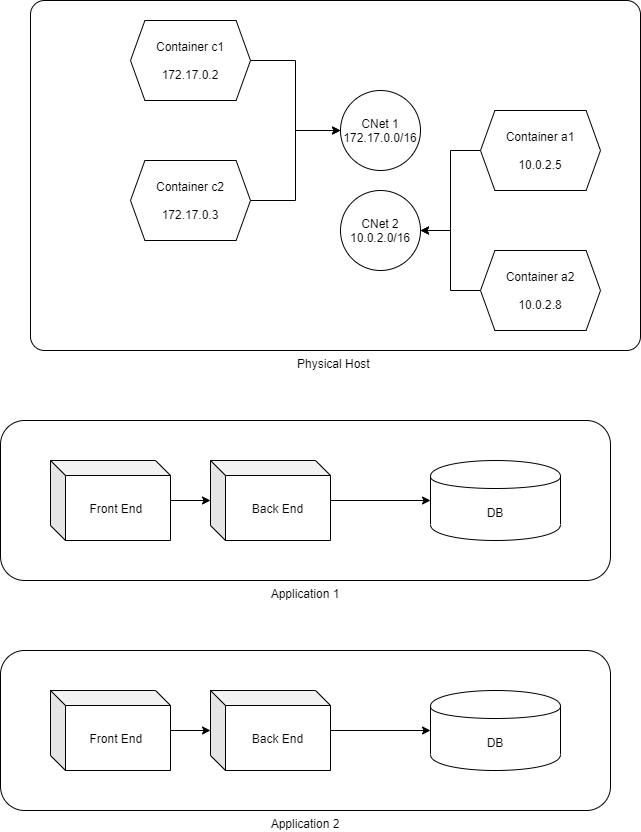 Container c1
172.17.0.2
CNet 1
172.17.0.0/16
Container a1
10.0.2.5
Container c2
172.17.0.3
CNet 2
10.0.2.0/16
Container a2
10.0.2.8
Physical Host
Front End
Back End
DB
Application 1
Front End
Back End
DB
Application 2